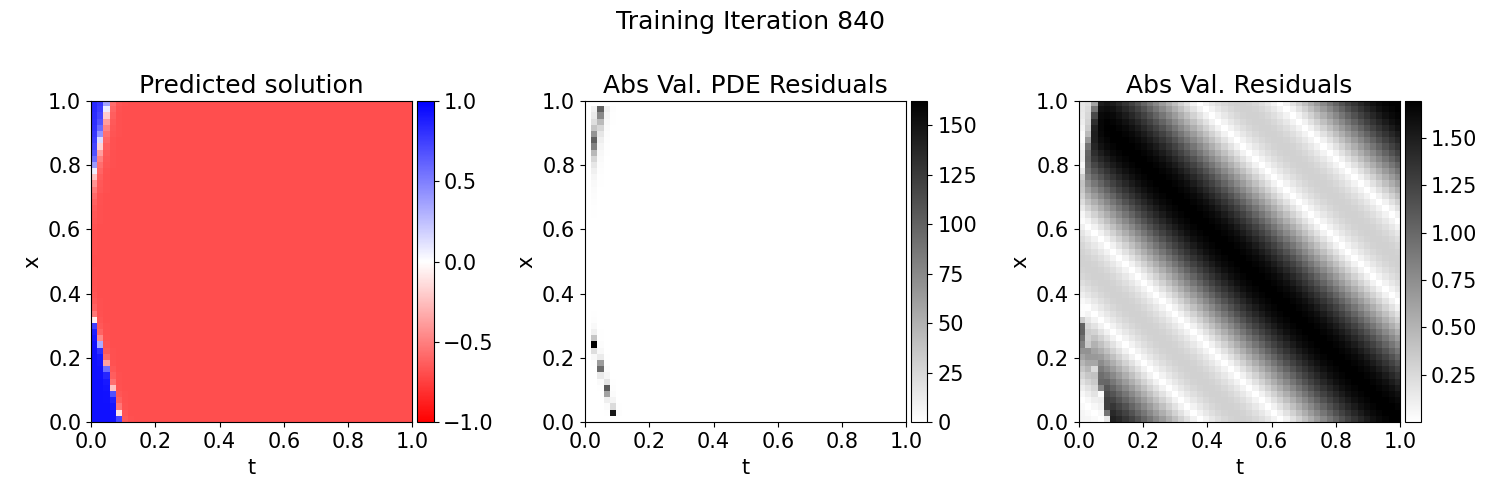 Training Iteration 840
Predicted solution
Abs Val. PDE Residuals
Abs Val. Residuals
1.0
0.8
0.6
0.4
0.2
0.0
x
0.0 0.2 0.4 0.6 0.8 1.0
t
1.0
0.5
0.0
−0.5
−1.0
1.0
0.8
0.6
0.4
0.2
0.0
x
0.0 0.2 0.4 0.6 0.8 1.0
t
150
125
100
75
50
25
0
1.0
0.8
0.6
0.4
0.2
0.0
x
0.0 0.2 0.4 0.6 0.8 1.0
t
1.50
1.25
1.00
0.75
0.50
0.25